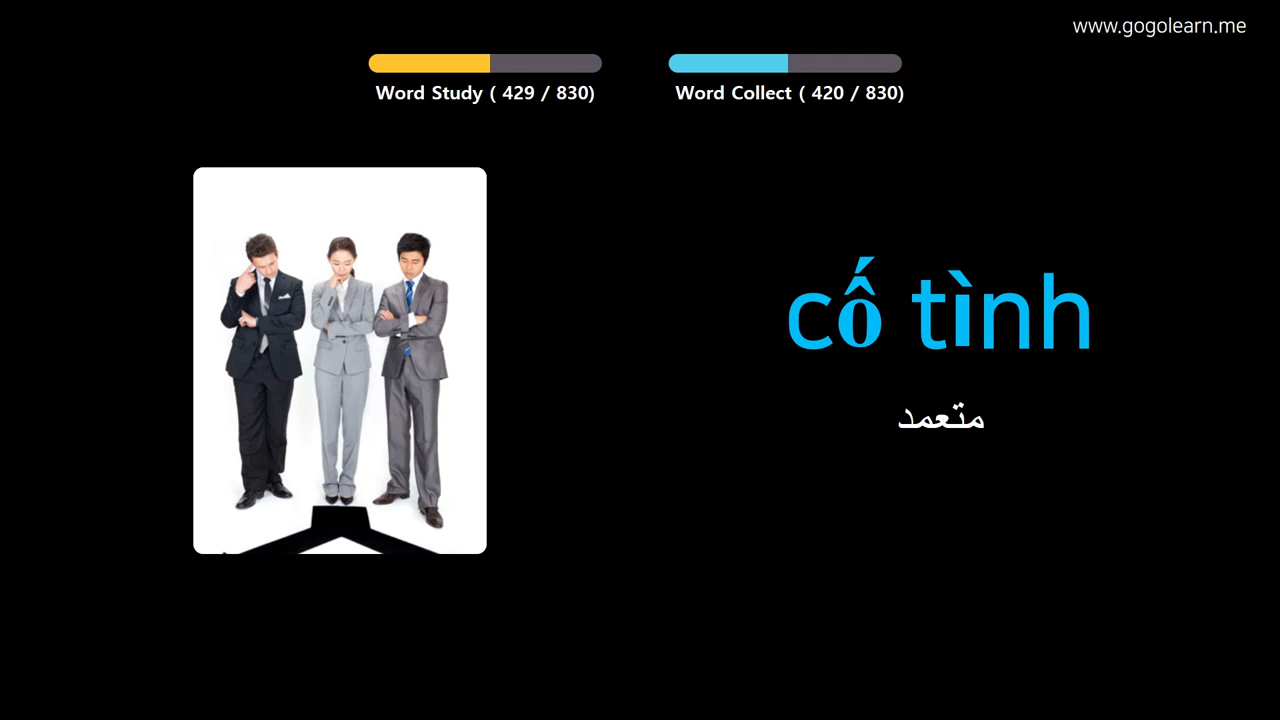 www.gogolearn.me
Word Study ( 429 / 830)
Word Collect ( 420 / 830)
cố tình
متعمد